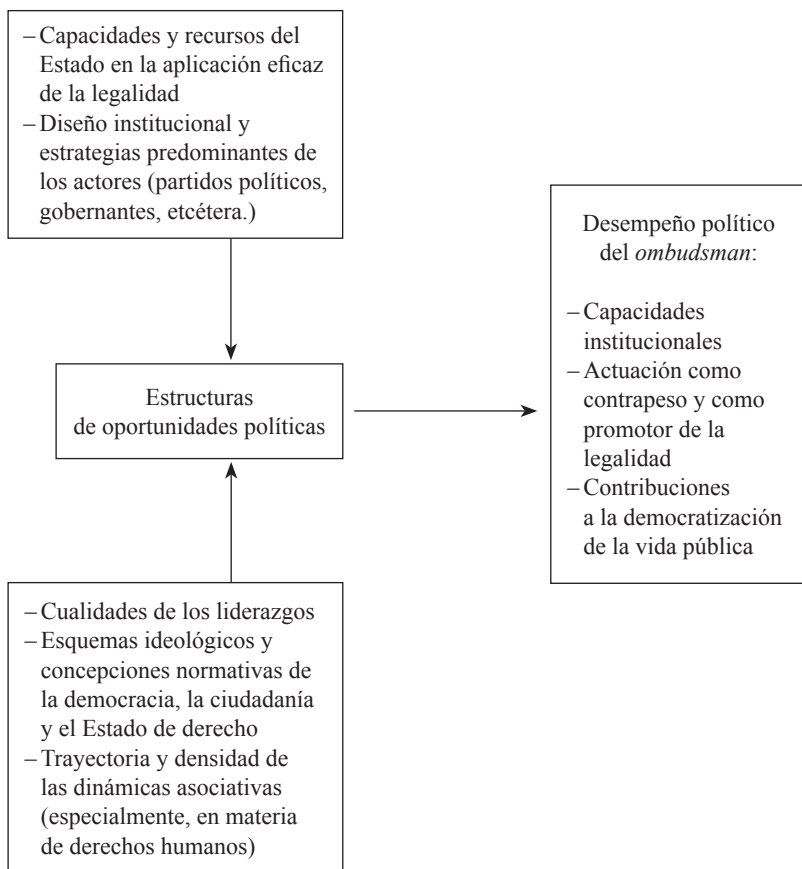 – Capacidades y recursos del
Estado en la aplicación eficaz
de la legalidad
– Diseño institucional y
estrategias predominantes de
los actores (partidos políticos,
gobernantes, etcétera.)
Estructuras
de oportunidades políticas
Desempeño político
del ombudsman:
– Capacidades
institucionales
– Actuación como
contrapeso y como
promotor de la
legalidad
– Contribuciones
a la democratización
de la vida pública
– Cualidades de los liderazgos
– Esquemas ideológicos y
concepciones normativas de
la democracia, la ciudadanía
y el Estado de derecho
– Trayectoria y densidad de
las dinámicas asociativas
(especialmente, en materia
de derechos humanos)